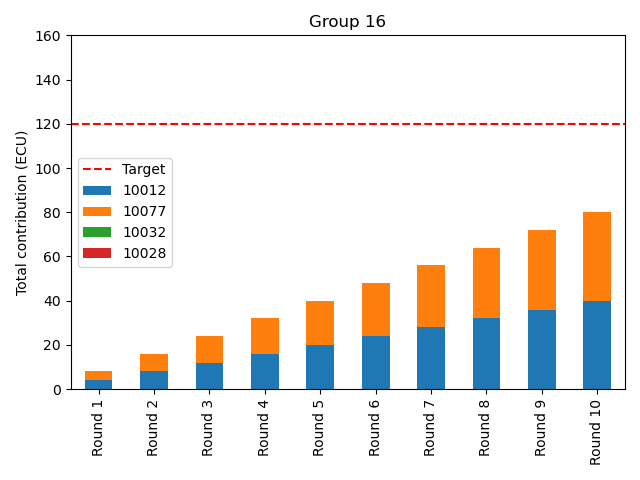 Group 16
Total contribution (ECU)
160
140
120
100
80
60
40
20
0
Target
10012
10077
10032
10028
Round 1
Round 2
Round 3
Round 4
Round 5
Round 6
Round 7
Round 8
Round 9
Round 10